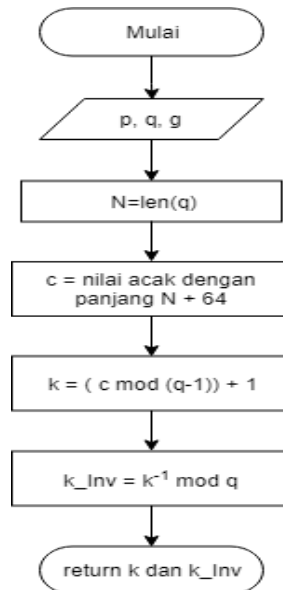 Mulai
p, q, g
N=len(q)
c = nilai acak dengan
panjang N + 64
k = ( c mod (q-1)) + 1
k_Inv = k⁻¹ mod q
return k dan k_Inv